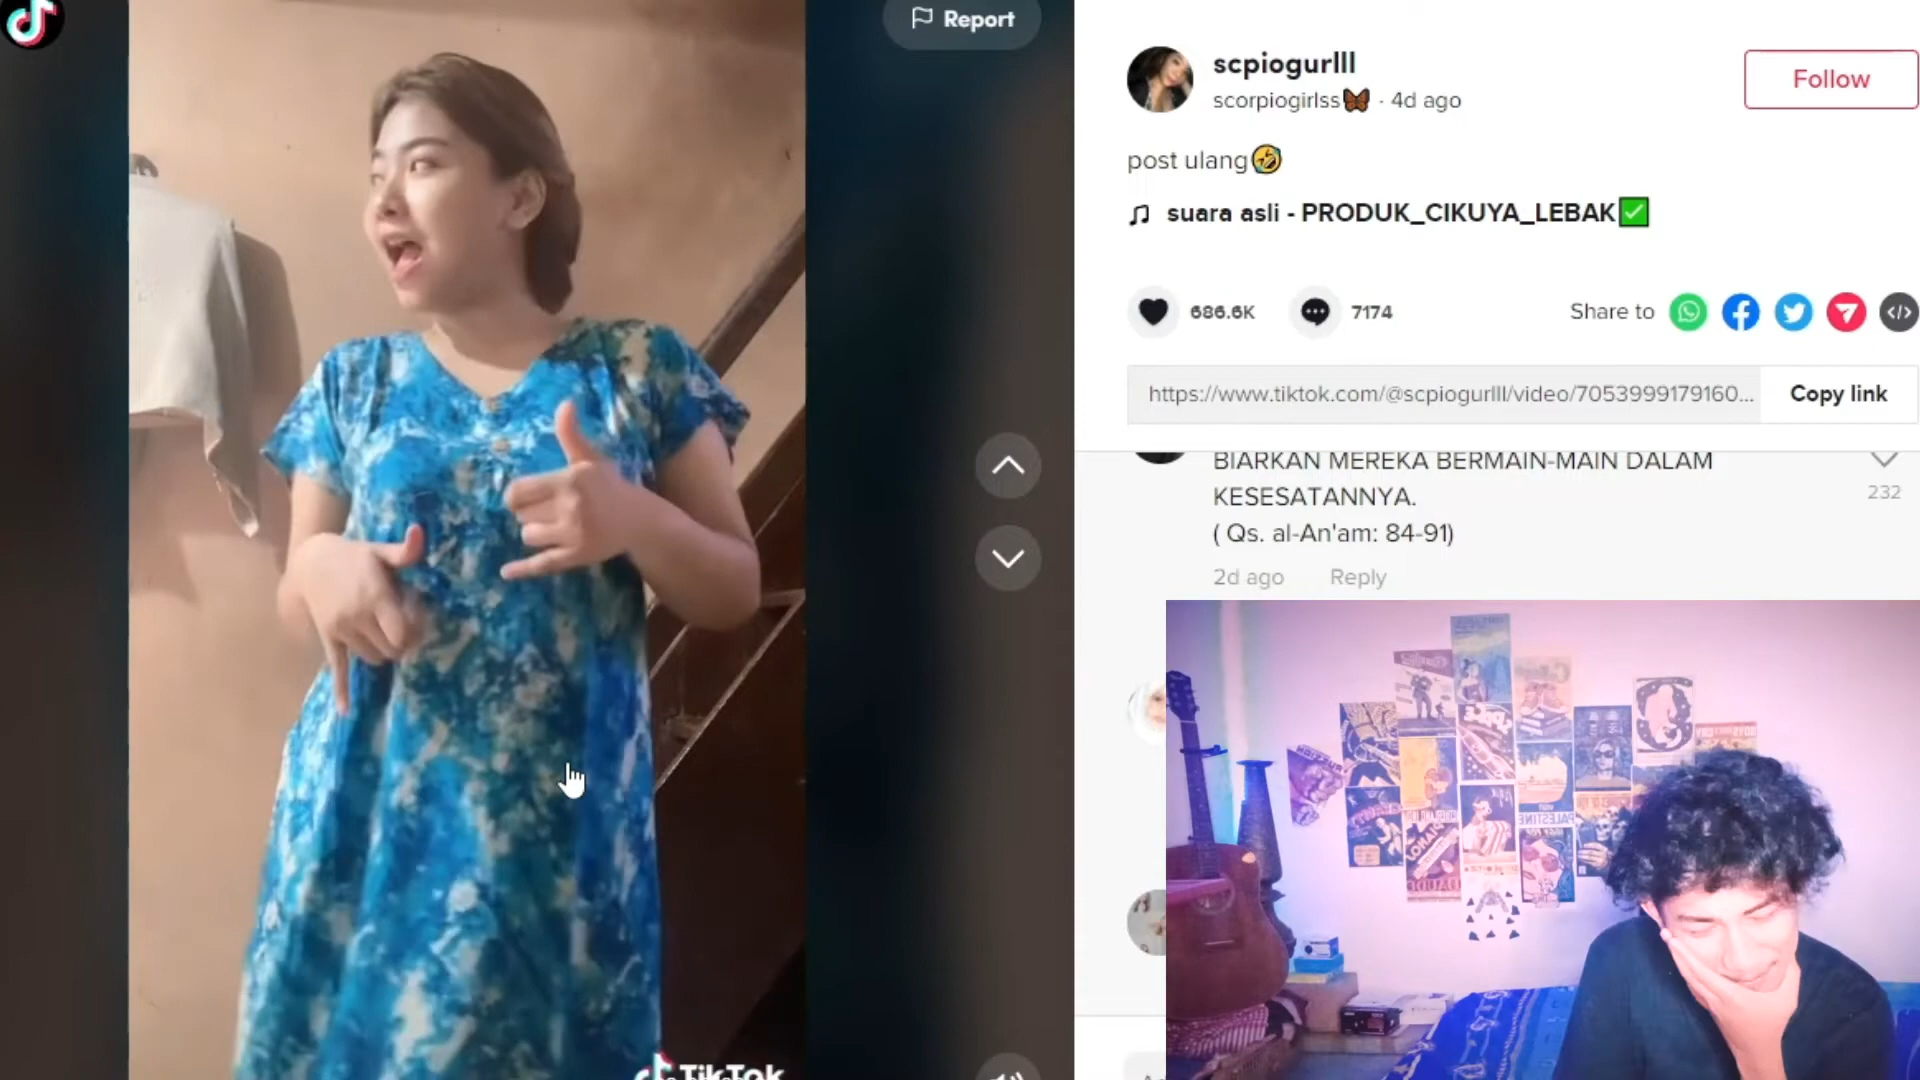 Report
scpiogurlll
scorpiogirlss🦋 · 4d ago
Follow
post ulang🤣
suara asli - PRODUK_CIKUYA_LEBAK✅
686.6K
7174
Share to
https://www.tiktok.com/@scpiogurlll/video/7053999179160...
Copy link
BIARKAN MEREKA BERMAIN-MAIN DALAM
KESESATANNYA.
( Qs. al-An'am: 84-91)
232
2d ago
Reply
PALESTINE
TikTok